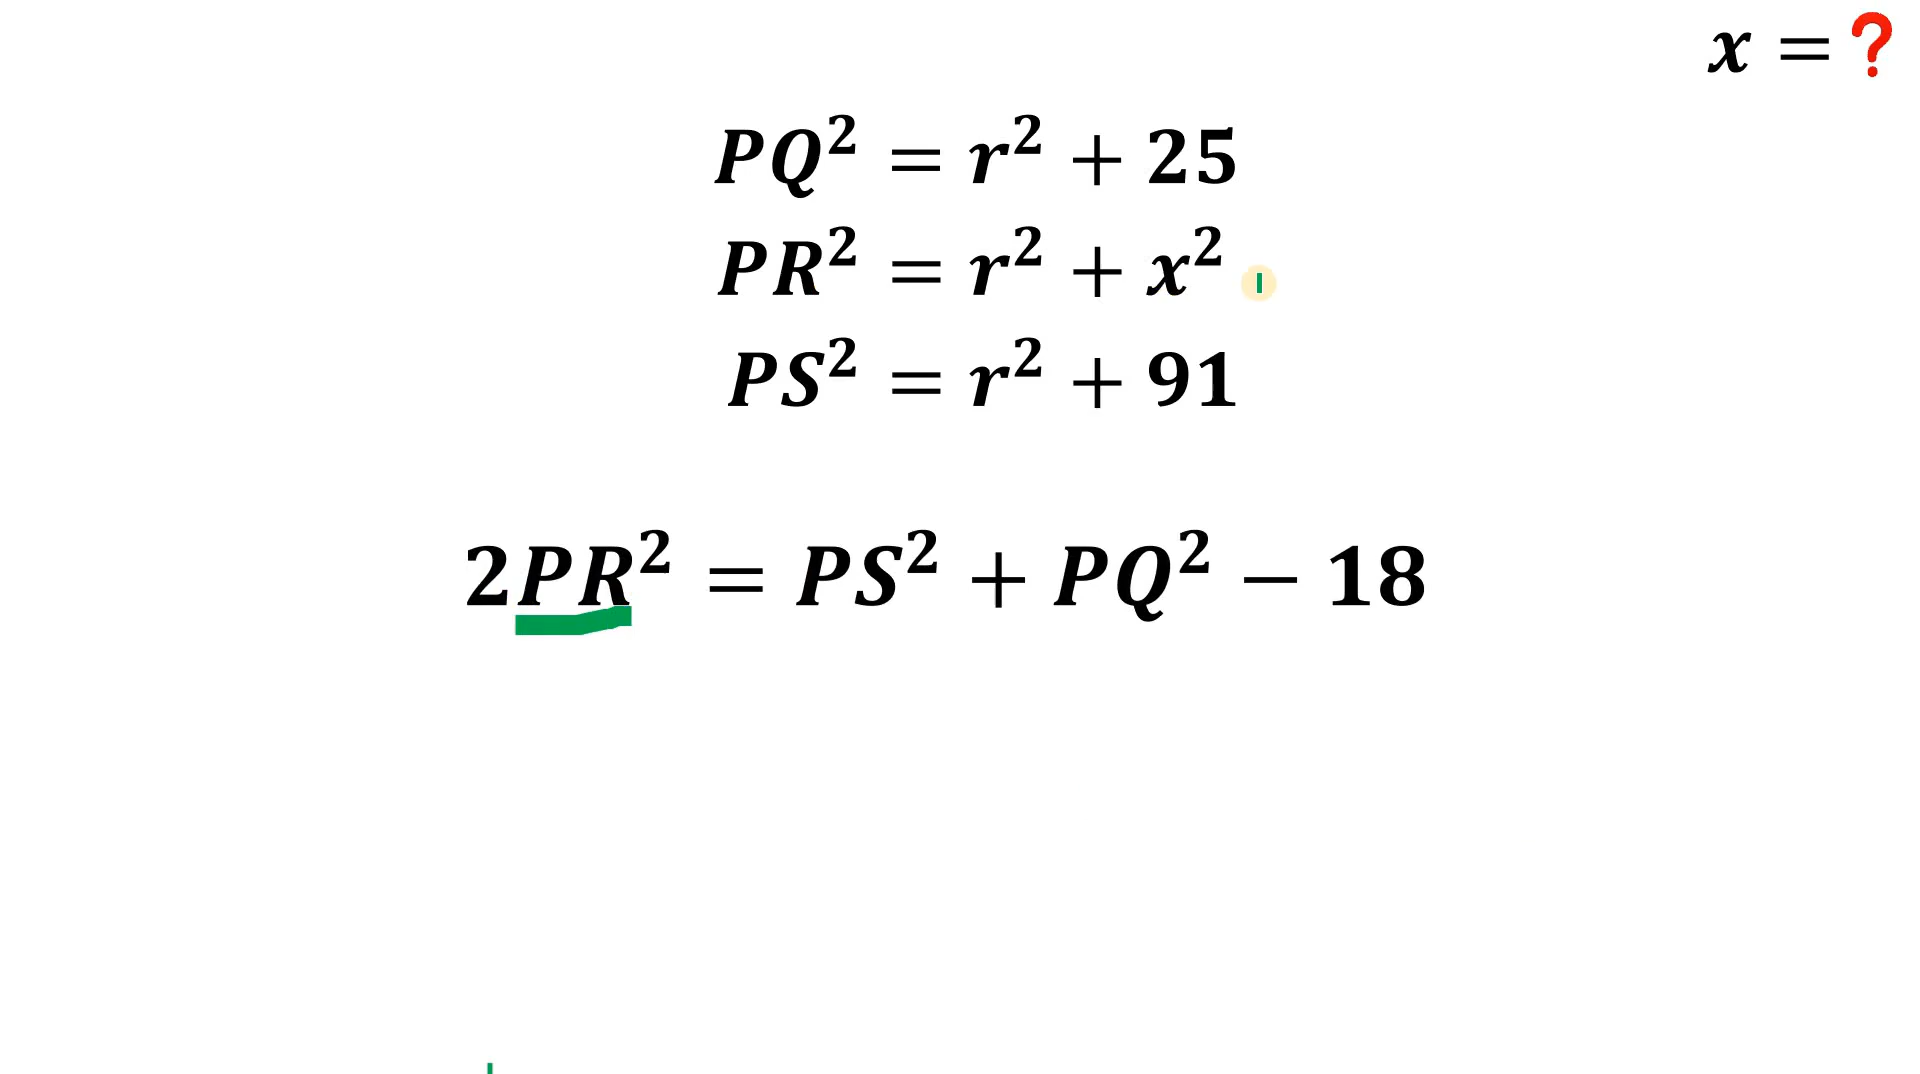 x = ❓
PQ² = r² + 25
PR² = r² + x²
PS² = r² + 91
2PR² = PS² + PQ² − 18